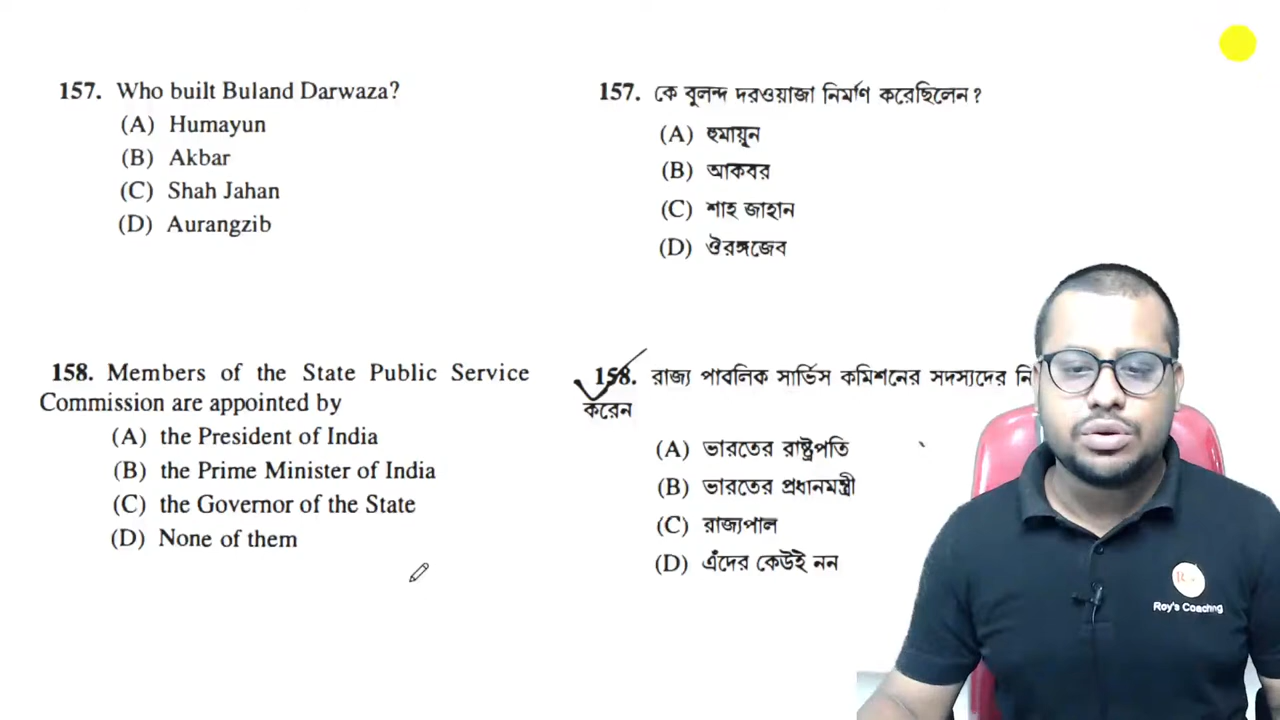 157. Who built Buland Darwaza?
(A) Humayun
(B) Akbar
(C) Shah Jahan
(D) Aurangzib
158. Members of the State Public Service
Commission are appointed by
(A) the President of India
(B) the Prime Minister of India
(C) the Governor of the State
(D) None of them
157. কে বুলন্দ দরওয়াজা নির্মাণ করেছিলেন?
(A) হুমায়ূন
(B) আকবর
(C) শাহ জাহান
(D) ঔরঙ্গজেব
158. রাজ্য পাবলিক সার্ভিস কমিশনের সদস্যদের নি
করেন
(A) ভারতের রাষ্ট্রপতি
(B) ভারতের প্রধানমন্ত্রী
(C) রাজ্যপাল
(D) এঁদের কেউই নন
Roy's Coaching